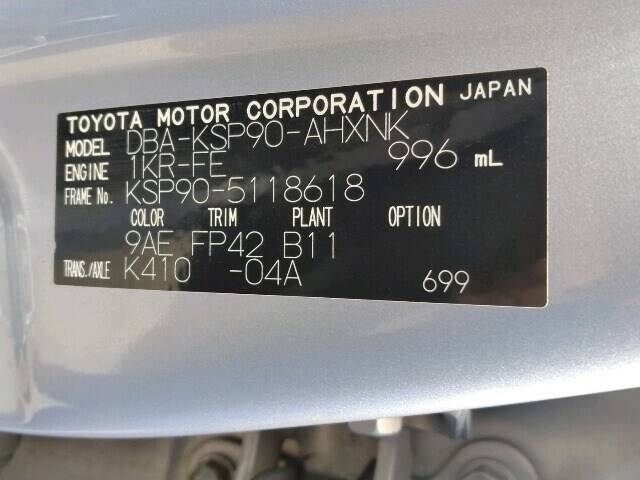 TOYOTA MOTOR CORPORATION JAPAN
MODEL DBA-KSP90-AHXNK
ENGINE 1KR-FE 996 mL
FRAME No. KSP90-5118618
COLOR TRIM PLANT OPTION
9AE FP42 B11
TRANS./AXLE K410 -04A 699